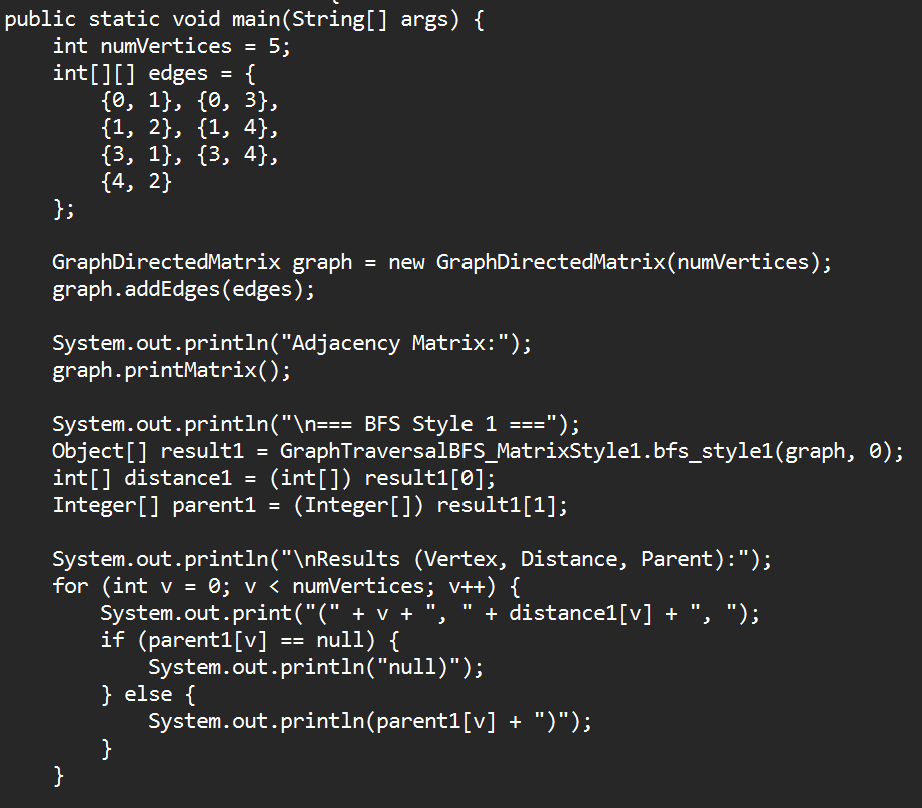 public static void main(String[] args) {
    int numVertices = 5;
    int[][] edges = {
        {0, 1}, {0, 3},
        {1, 2}, {1, 4},
        {3, 1}, {3, 4},
        {4, 2}
    };

    GraphDirectedMatrix graph = new GraphDirectedMatrix(numVertices);
    graph.addEdges(edges);

    System.out.println("Adjacency Matrix:");
    graph.printMatrix();

    System.out.println("\n=== BFS Style 1 ===");
    Object[] result1 = GraphTraversalBFS_MatrixStyle1.bfs_style1(graph, 0);
    int[] distance1 = (int[]) result1[0];
    Integer[] parent1 = (Integer[]) result1[1];

    System.out.println("\nResults (Vertex, Distance, Parent):");
    for (int v = 0; v < numVertices; v++) {
        System.out.print("(" + v + ", " + distance1[v] + ", ");
        if (parent1[v] == null) {
            System.out.println("null)");
        } else {
            System.out.println(parent1[v] + ")");
        }
    }